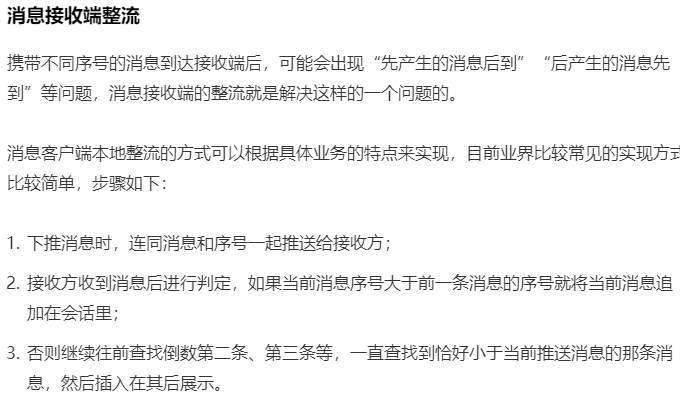 消息接收端整流
携带不同序号的消息到达接收端后，可能会出现“先产生的消息后到”“后产生的消息先
到”等问题，消息接收端的整流就是解决这样的一个问题的。
消息客户端本地整流的方式可以根据具体业务的特点来实现，目前业界比较常见的实现方式
比较简单，步骤如下：
1. 下推消息时，连同消息和序号一起推送给接收方；
2. 接收方收到消息后进行判定，如果当前消息序号大于前一条消息的序号就将当前消息追
加在会话里；
3. 否则继续往前查找倒数第二条、第三条等，一直查找到恰好小于当前推送消息的那条消
息，然后插入在其后展示。